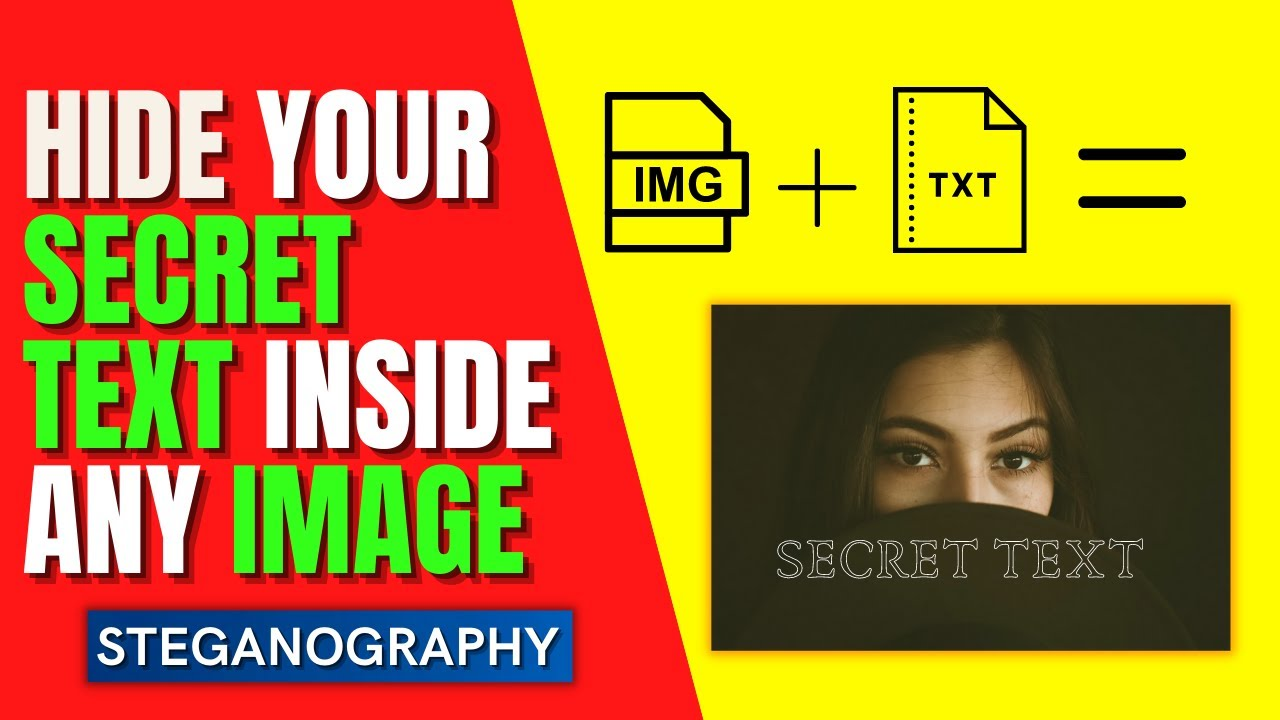 HIDE YOUR
SECRET
TEXT INSIDE
ANY IMAGE
STEGANOGRAPHY
IMG
TXT
SECRET TEXT